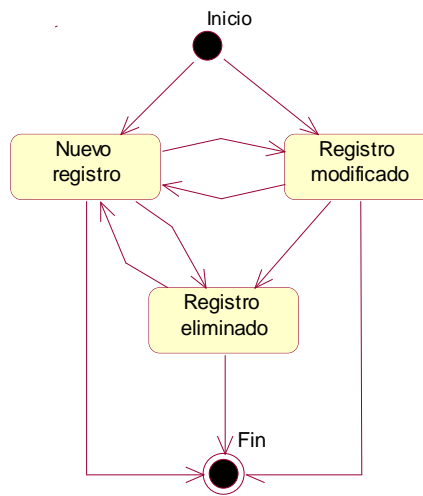 Inicio
Nuevo
registro
Registro
modificado
Registro
eliminado
Fin